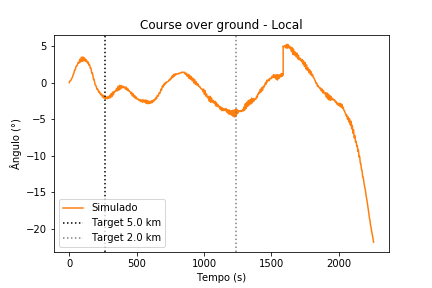 Course over ground - Local
Ângulo (°)
5
0
−5
−10
−15
−20
Simulado
Target 5.0 km
Target 2.0 km
0
500
1000
1500
2000
Tempo (s)